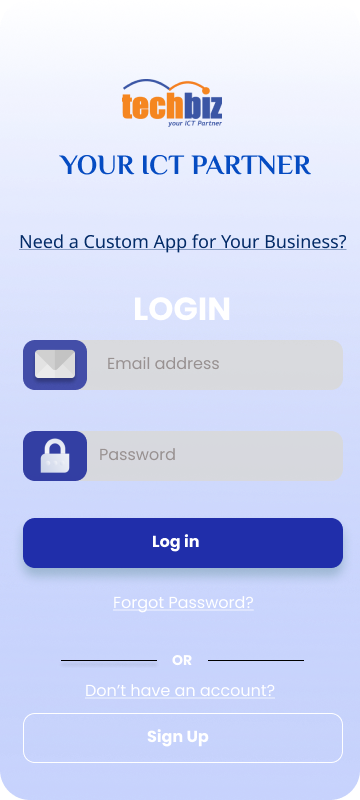 techbiz
your ICT Partner
YOUR ICT PARTNER
Need a Custom App for Your Business?
LOGIN
Email address
Password
Log in
Forgot Password?
OR
Don’t have an account?
Sign Up